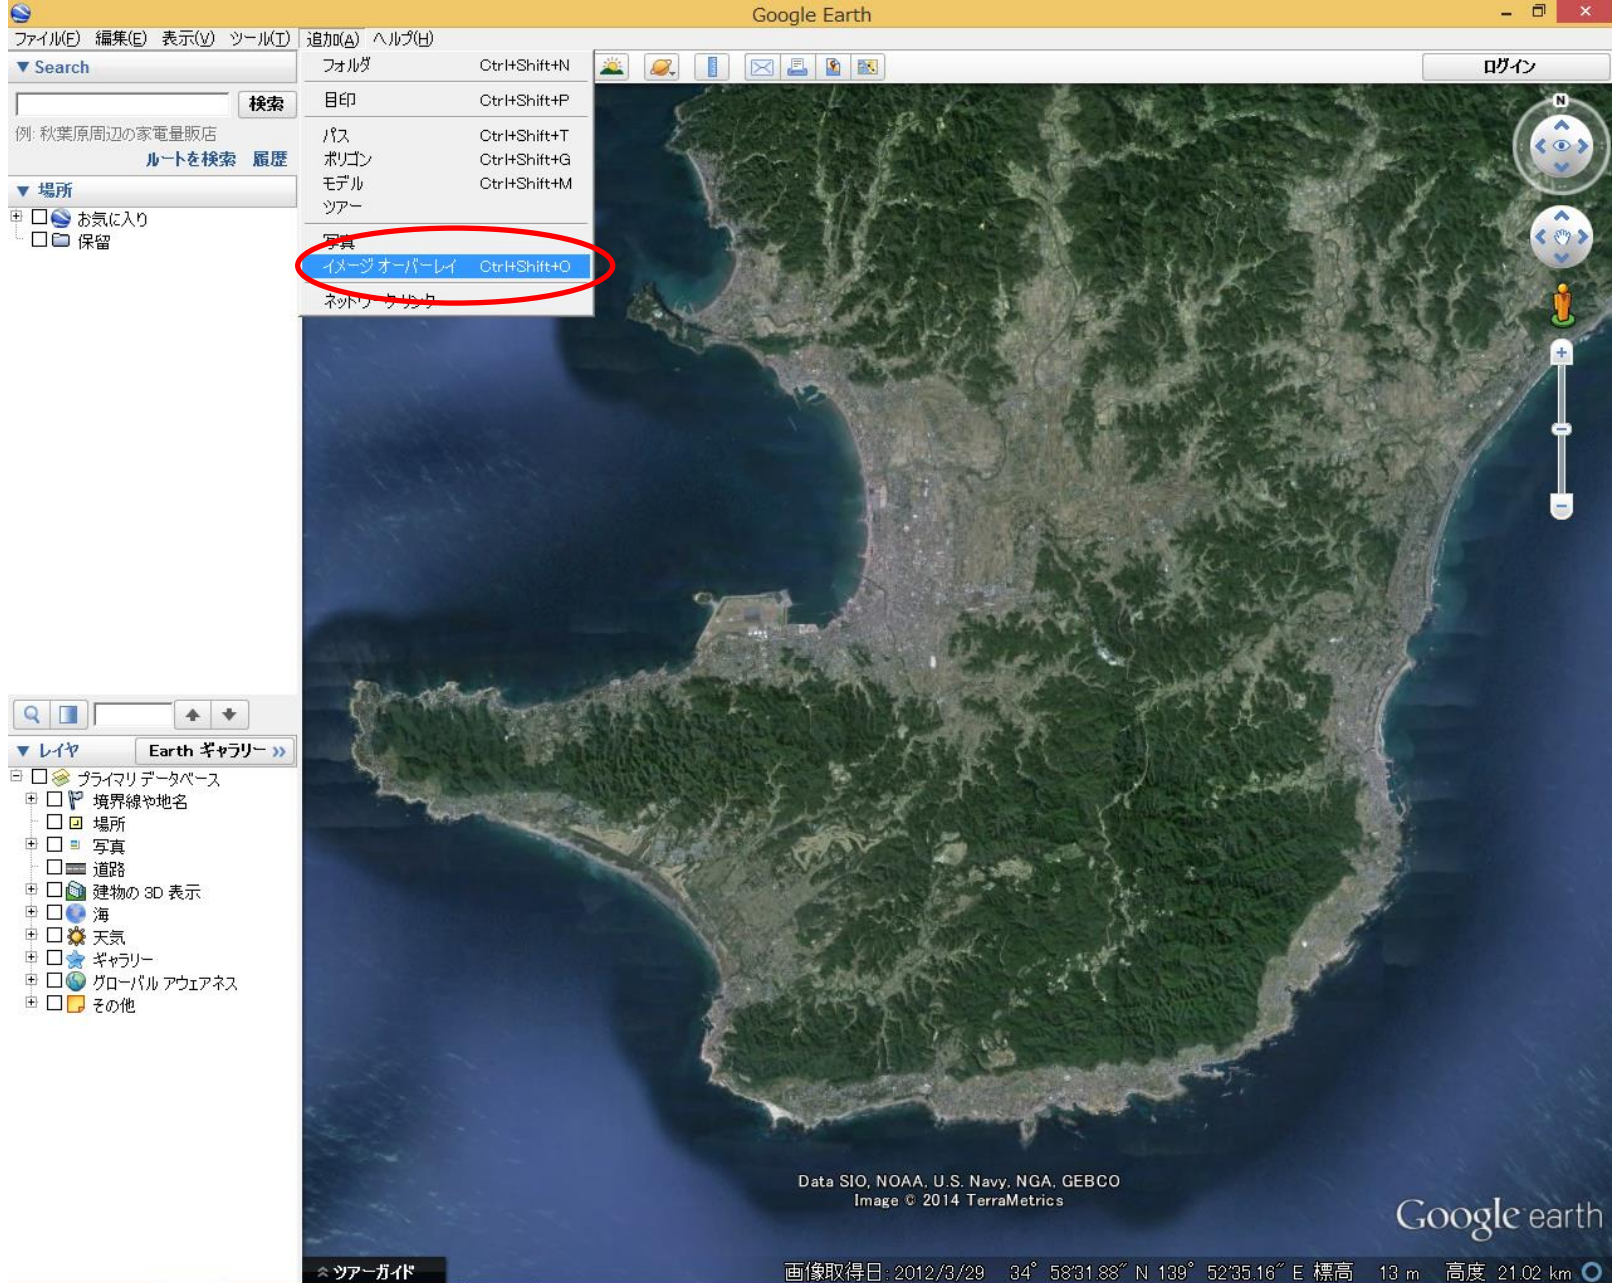 Google Earth
ファイル(F) 編集(E) 表示(V) ツール(T) 追加(A) ヘルプ(H)
▼ Search
検索
例: 秋葉原周辺の家電量販店
ルートを検索 履歴
▼ 場所
お気に入り
保留
フォルダ Ctrl+Shift+N
目印 Ctrl+Shift+P
パス Ctrl+Shift+T
ポリゴン Ctrl+Shift+G
モデル Ctrl+Shift+M
ツアー
写真
イメージ オーバーレイ Ctrl+Shift+O
ネットワーク リンク
ログイン
N
▼ レイヤ
Earth ギャラリー »
プライマリ データベース
境界線や地名
場所
写真
道路
建物の 3D 表示
海
天気
ギャラリー
グローバル アウェアネス
その他
Data SIO, NOAA, U.S. Navy, NGA, GEBCO
Image © 2014 TerraMetrics
Google earth
ツアーガイド
画像取得日: 2012/3/29 34° 58'31.88" N 139° 52'35.16" E 標高 13 m 高度 21.02 km